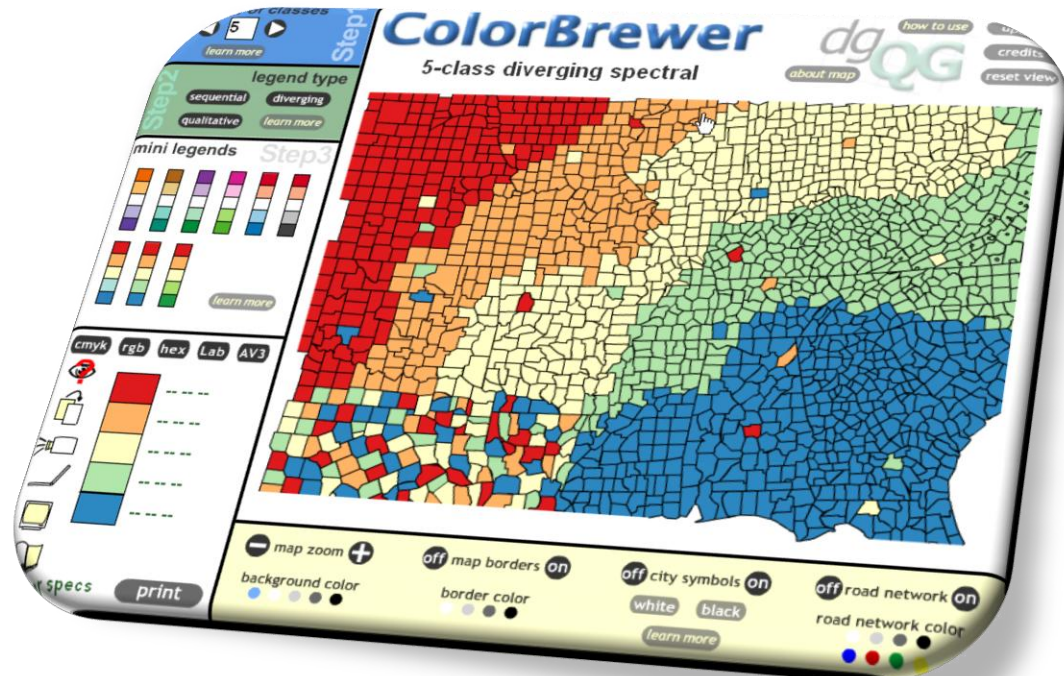 of classes
5
learn more
Step1
Step2
legend type
sequential
diverging
qualitative
learn more
mini legends
Step3
learn more
cmyk
rgb
hex
Lab
AV3
specs
print
ColorBrewer
5-class diverging spectral
dg
QG
how to use
about map
credits
reset view
map zoom
background color
off map borders on
border color
off city symbols on
white
black
learn more
off road network on
road network color